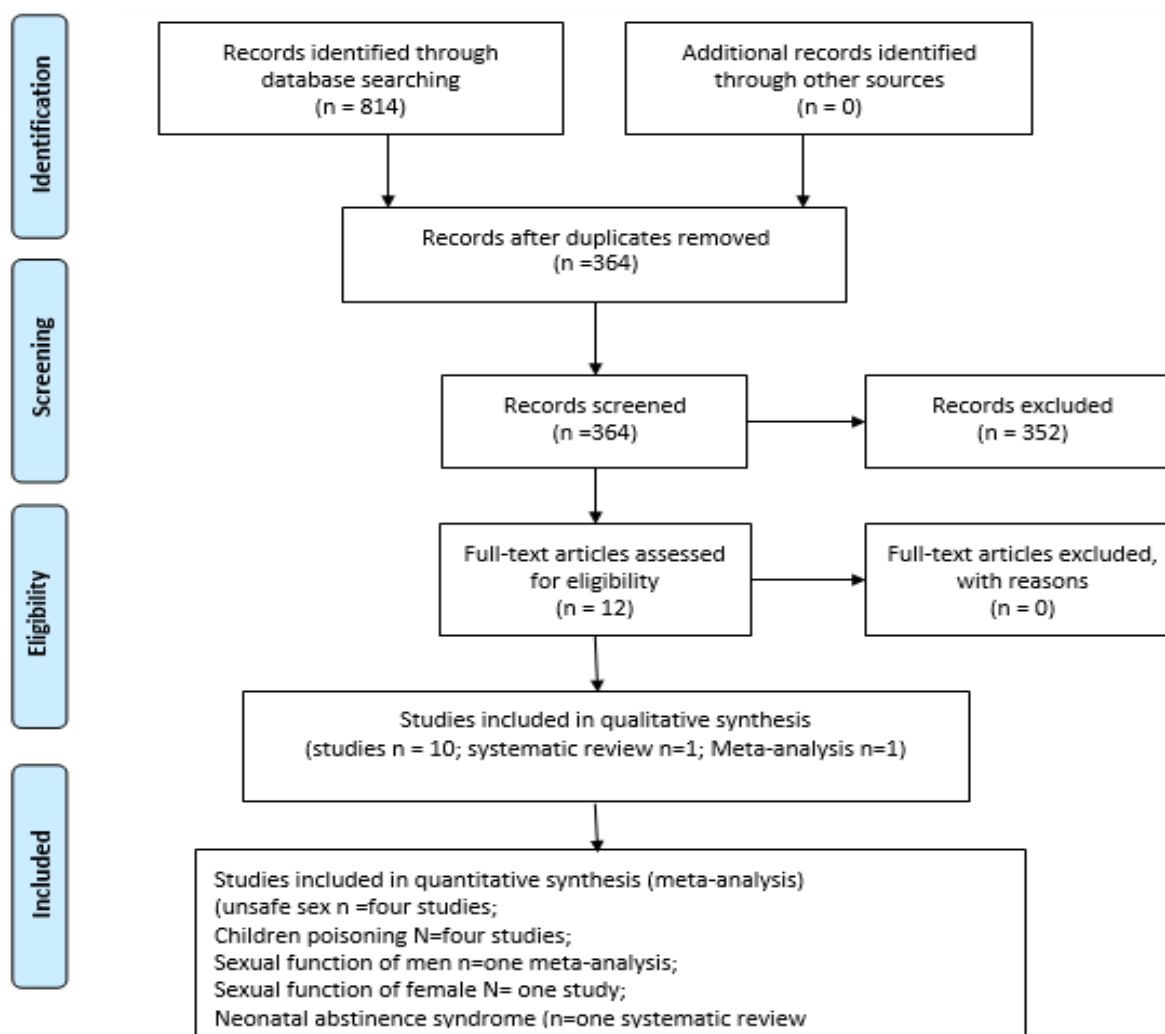 Identification
Records identified through
database searching
(n = 814)
Additional records identified
through other sources
(n = 0)
Records after duplicates removed
(n =364)
Screening
Records screened
(n =364)
Records excluded
(n = 352)
Eligibility
Full-text articles assessed
for eligibility
(n = 12)
Full-text articles excluded,
with reasons
(n = 0)
Studies included in qualitative synthesis
(studies n = 10; systematic review n=1; Meta-analysis n=1)
Included
Studies included in quantitative synthesis (meta-analysis)
(unsafe sex n =four studies;
Children poisoning N=four studies;
Sexual function of men n=one meta-analysis;
Sexual function of female N= one study;
Neonatal abstinence syndrome (n=one systematic review